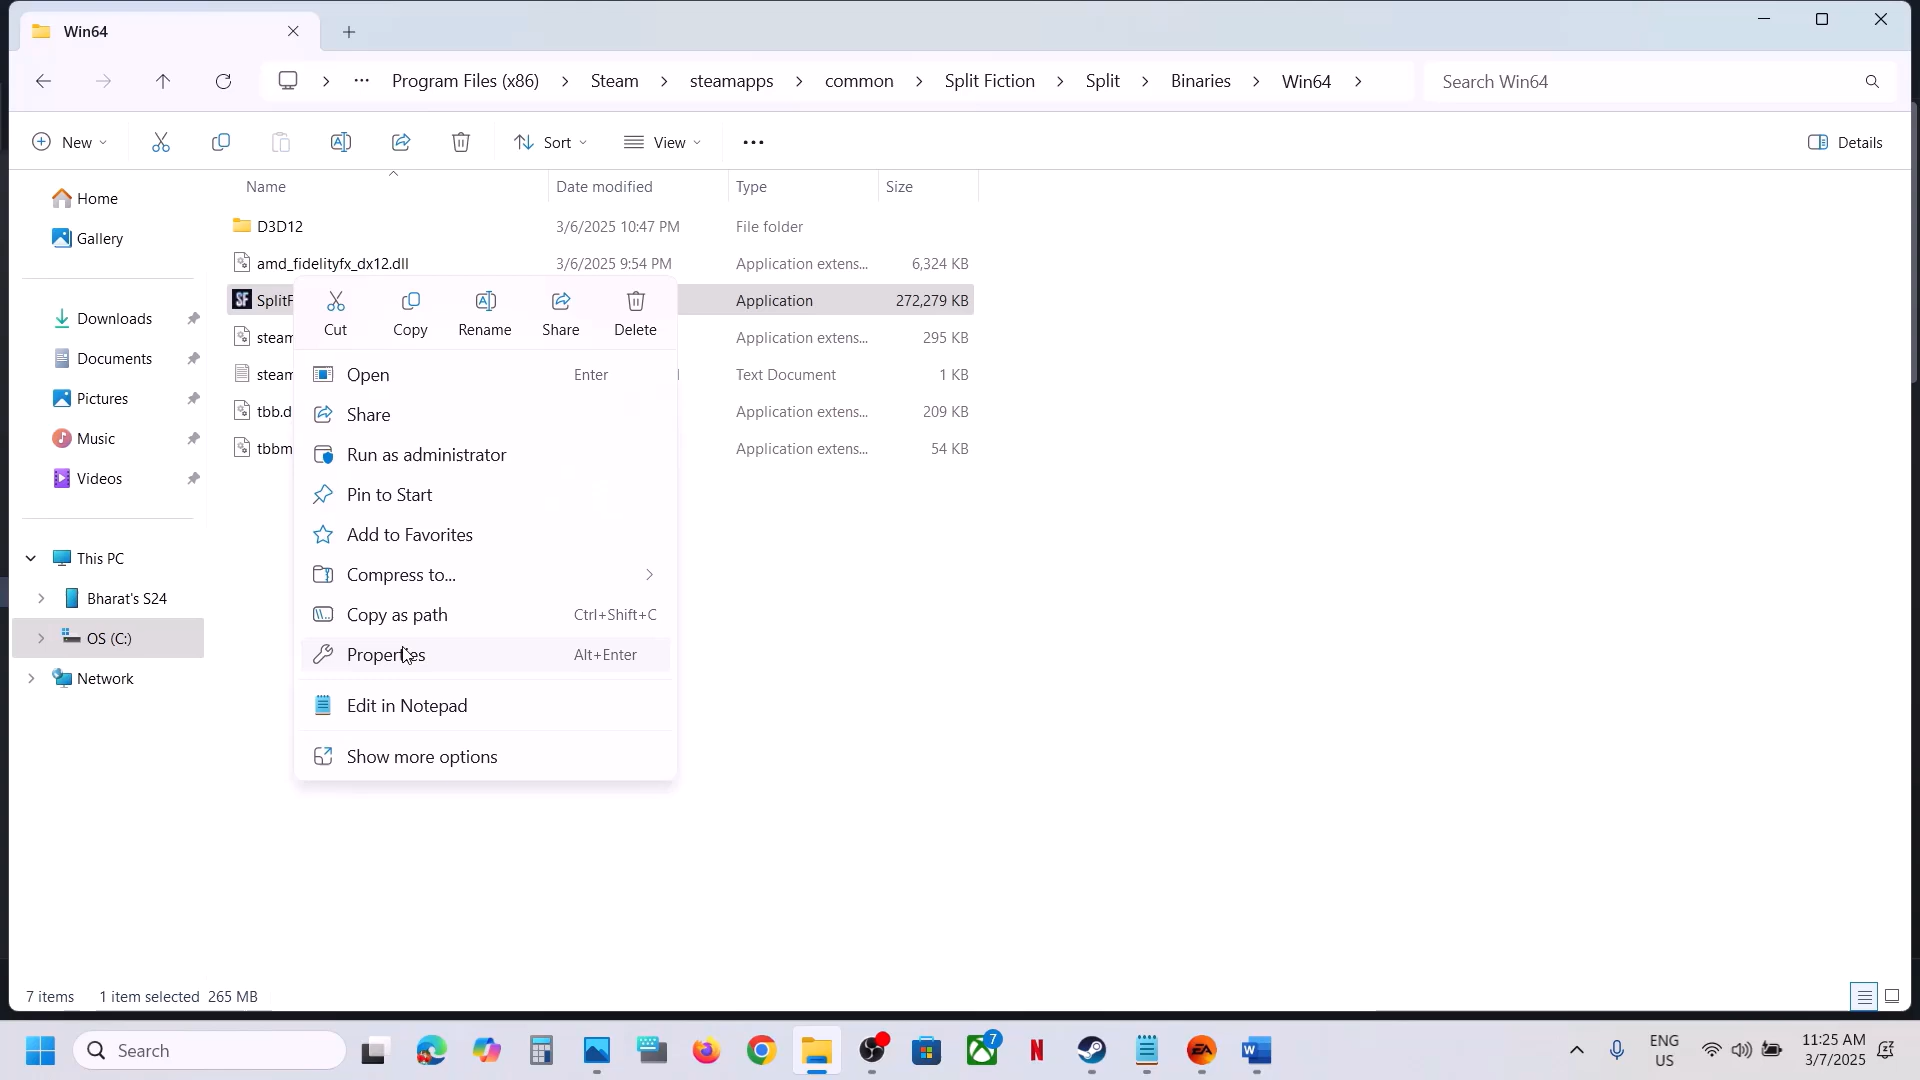 Win64
Program Files (x86) > Steam > steamapps > common > Split Fiction > Split > Binaries > Win64 >
Search Win64
New
Sort
View
Details
Name
Date modified
Type
Size
Home
Gallery
Downloads
Documents
Pictures
Music
Videos
This PC
Bharat's S24
OS (C:)
Network
D3D12 3/6/2025 10:47 PM File folder
amd_fidelityfx_dx12.dll 3/6/2025 9:54 PM Application extens... 6,324 KB
SF SplitF Application 272,279 KB
steam Application extens... 295 KB
steam Text Document 1 KB
tbb.d Application extens... 209 KB
tbbm Application extens... 54 KB
Cut
Copy
Rename
Share
Delete
Open Enter
Share
Run as administrator
Pin to Start
Add to Favorites
Compress to...
Copy as path Ctrl+Shift+C
Properties Alt+Enter
Edit in Notepad
Show more options
7 items 1 item selected 265 MB
Search
7
N
EA
W
ENG
US
11:25 AM
3/7/2025